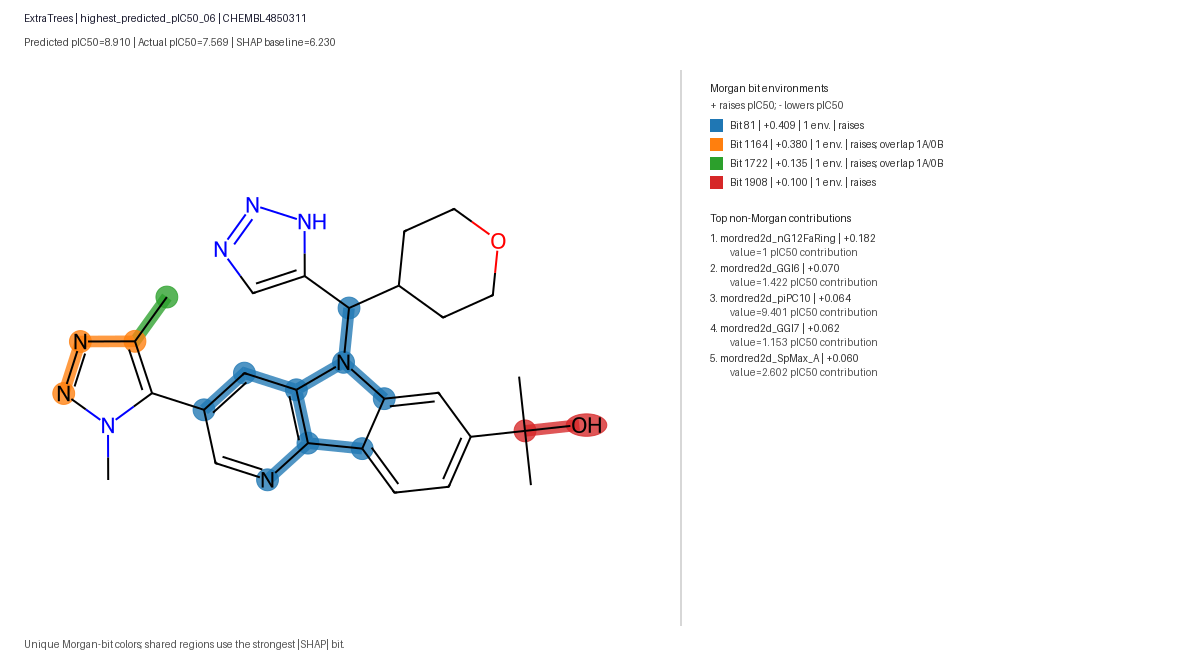 ExtraTrees | highest_predicted_pIC50_06 | CHEMBL4850311
Predicted pIC50=8.910 | Actual pIC50=7.569 | SHAP baseline=6.230
Morgan bit environments
+ raises pIC50; - lowers pIC50
Bit 81 | +0.409 | 1 env. | raises
Bit 1164 | +0.380 | 1 env. | raises; overlap 1A/0B
Bit 1722 | +0.135 | 1 env. | raises; overlap 1A/0B
Bit 1908 | +0.100 | 1 env. | raises
Top non-Morgan contributions
1. mordred2d_nG12FaRing | +0.182
value=1 pIC50 contribution
2. mordred2d_GGI6 | +0.070
value=1.422 pIC50 contribution
3. mordred2d_piPC10 | +0.064
value=9.401 pIC50 contribution
4. mordred2d_GGI7 | +0.062
value=1.153 pIC50 contribution
5. mordred2d_SpMax_A | +0.060
value=2.602 pIC50 contribution
N
NH
N
O
N
N
N
N
OH
N
Unique Morgan-bit colors; shared regions use the strongest |SHAP| bit.